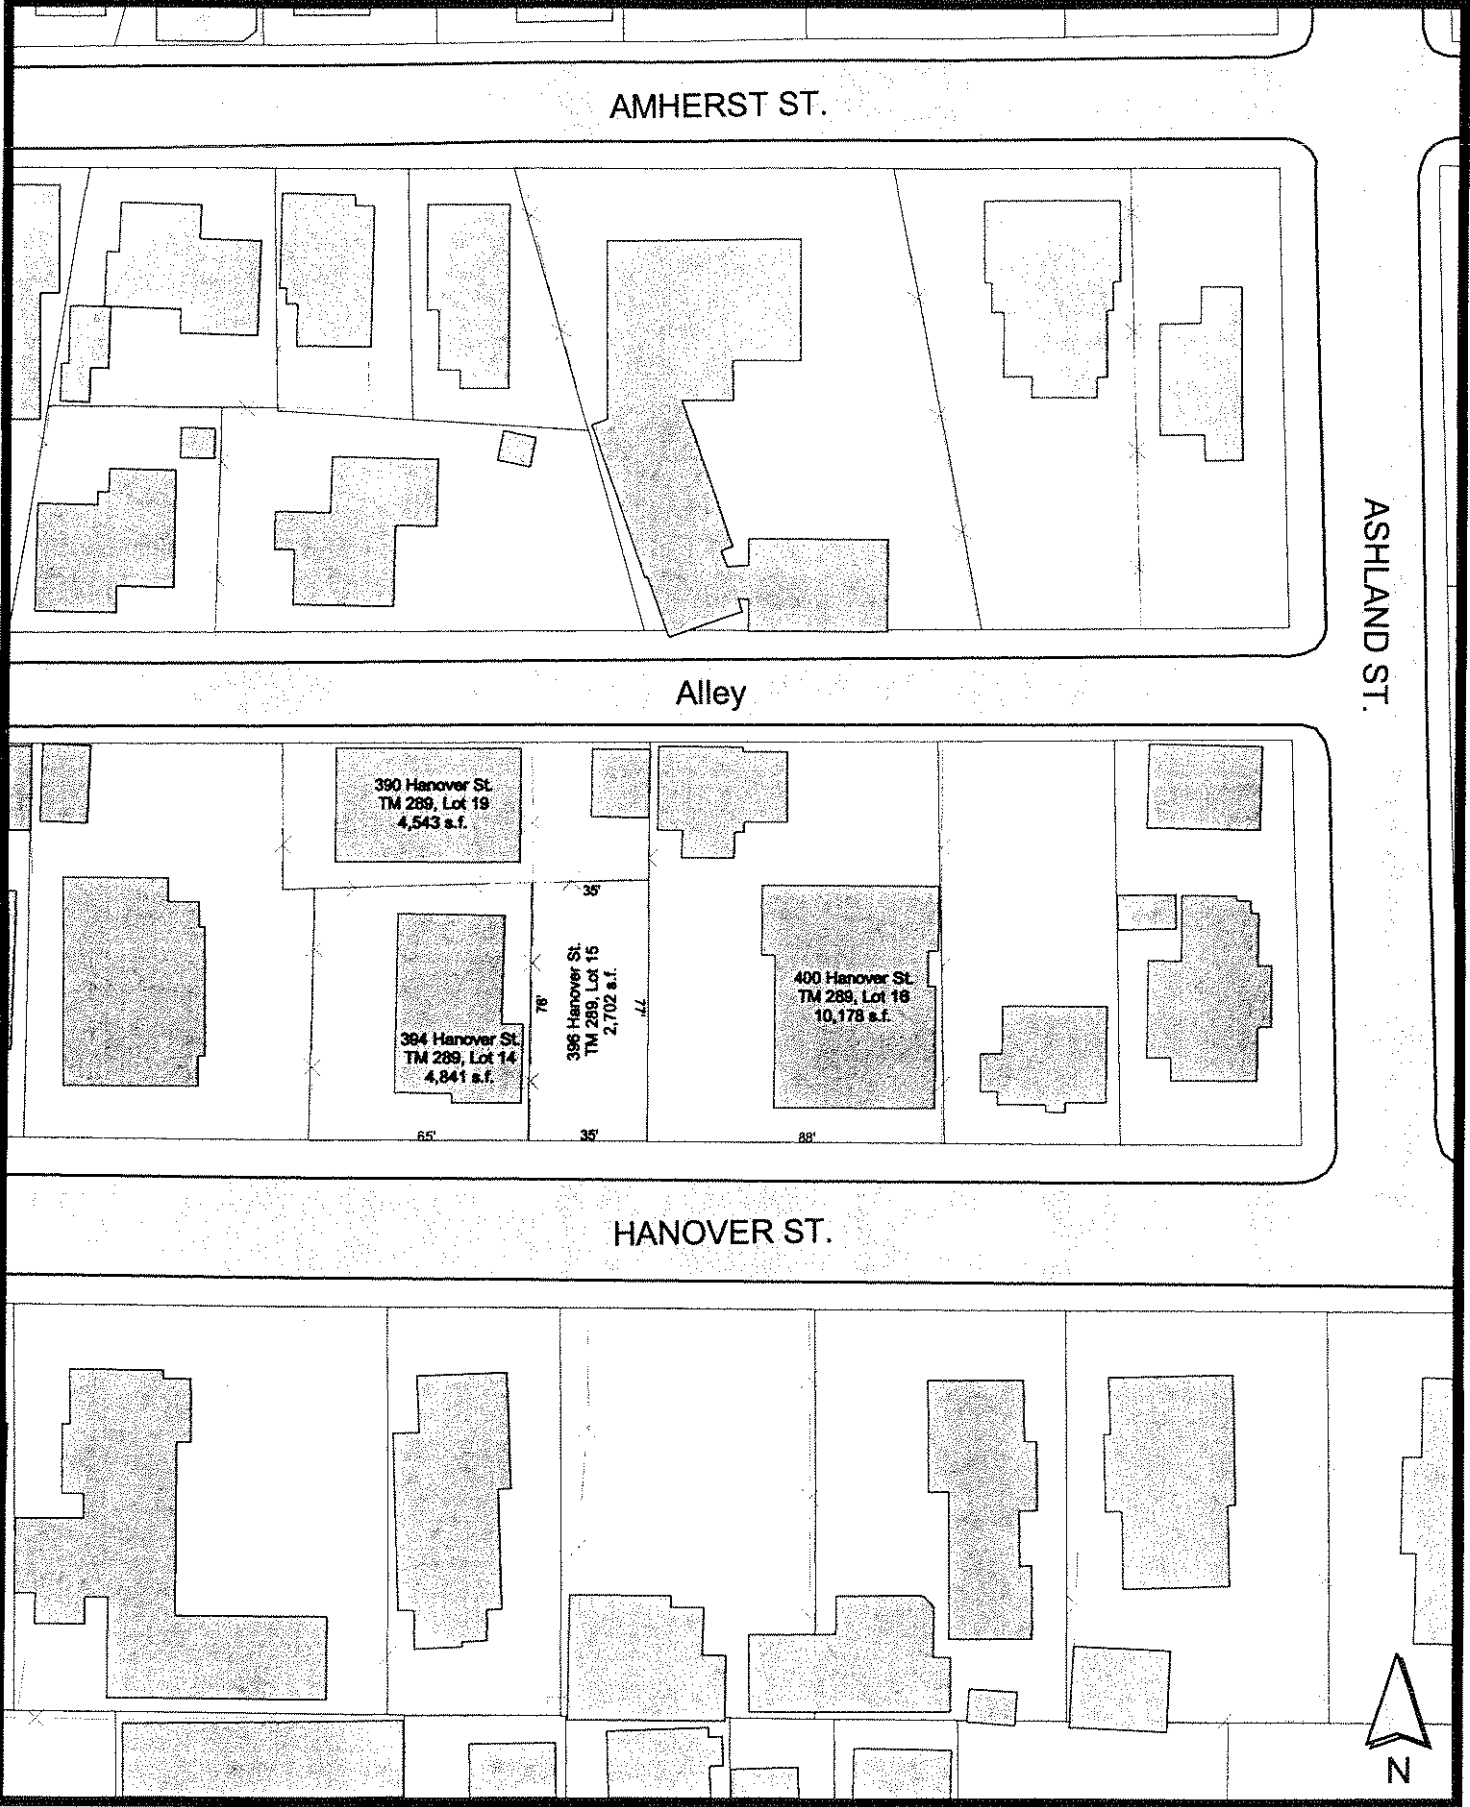 AMHERST ST.
ASHLAND ST.
Alley
390 Hanover St.
TM 289, Lot 19
4,543 s.f.
35'
396 Hanover St.
TM 289, Lot 15
2,702 s.f.
76'
77'
400 Hanover St.
TM 289, Lot 16
10,178 s.f.
394 Hanover St.
TM 289, Lot 14
4,841 s.f.
65'
35'
88'
HANOVER ST.
N